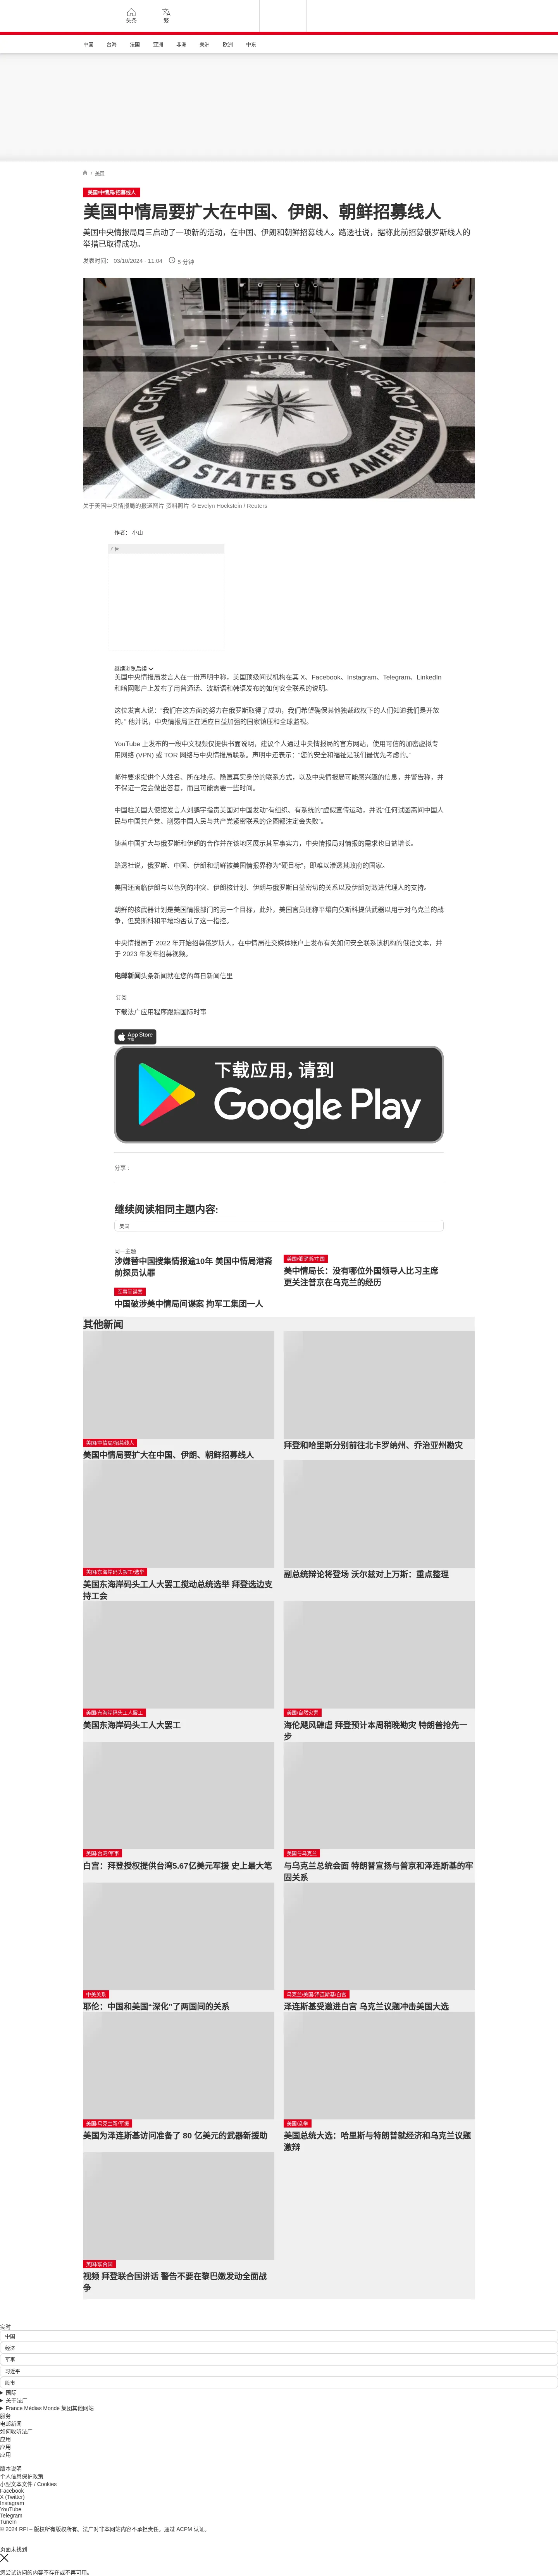 头条
繁
中国
台海
法国
亚洲
非洲
美洲
欧洲
中东
/ 美国
美国/中情局/招募线人
美国中情局要扩大在中国、伊朗、朝鲜招募线人
美国中央情报局周三启动了一项新的活动，在中国、伊朗和朝鲜招募线人。路透社说，据称此前招募俄罗斯线人的
举措已取得成功。
发表时间： 03/10/2024 - 11:04
5 分钟
CENTRAL INTELLIGENCE AGENCY
UNITED STATES OF AMERICA
关于美国中央情报局的报道图片 资料照片 © Evelyn Hockstein / Reuters
作者： 小山
广告
继续浏览后续
美国中央情报局发言人在一份声明中称，美国顶级间谍机构在其 X、Facebook、Instagram、Telegram、LinkedIn
和暗网账户上发布了用普通话、波斯语和韩语发布的如何安全联系的说明。
这位发言人说：“我们在这方面的努力在俄罗斯取得了成功，我们希望确保其他独裁政权下的人们知道我们是开放
的。” 他并说，中央情报局正在适应日益加强的国家镇压和全球监视。
YouTube 上发布的一段中文视频仅提供书面说明，建议个人通过中央情报局的官方网站，使用可信的加密虚拟专
用网络 (VPN) 或 TOR 网络与中央情报局联系。声明中还表示：“您的安全和福祉是我们最优先考虑的。”
邮件要求提供个人姓名、所在地点、隐匿真实身份的联系方式，以及中央情报局可能感兴趣的信息，并警告称，并
不保证一定会做出答复，而且可能需要一些时间。
中国驻美国大使馆发言人刘鹏宇指责美国对中国发动“有组织、有系统的”虚假宣传运动，并说“任何试图离间中国人
民与中国共产党、削弱中国人民与共产党紧密联系的企图都注定会失败”。
随着中国扩大与俄罗斯和伊朗的合作并在该地区展示其军事实力，中央情报局对情报的需求也日益增长。
路透社说，俄罗斯、中国、伊朗和朝鲜被美国情报界称为“硬目标”，即难以渗透其政府的国家。
美国还面临伊朗与以色列的冲突、伊朗核计划、伊朗与俄罗斯日益密切的关系以及伊朗对激进代理人的支持。
朝鲜的核武器计划是美国情报部门的另一个目标，此外，美国官员还称平壤向莫斯科提供武器以用于对乌克兰的战
争，但莫斯科和平壤均否认了这一指控。
中央情报局于 2022 年开始招募俄罗斯人，在中情局社交媒体账户上发布有关如何安全联系该机构的俄语文本，并
于 2023 年发布招募视频。
电邮新闻头条新闻就在您的每日新闻信里
订阅
下载法广应用程序跟踪国际时事
App Store
下载
下载应用，请到
Google Play
分享 :
继续阅读相同主题内容:
美国
同一主题
涉嫌替中国搜集情报逾10年 美国中情局港裔
前探员认罪
美国/俄罗斯/中国
美中情局长：没有哪位外国领导人比习主席
更关注普京在乌克兰的经历
军事间谍案
中国破涉美中情局间谍案 拘军工集团一人
其他新闻
美国/中情局/招募线人
美国中情局要扩大在中国、伊朗、朝鲜招募线人
拜登和哈里斯分别前往北卡罗纳州、乔治亚州勘灾
美国/东海岸码头罢工/选举
美国东海岸码头工人大罢工搅动总统选举 拜登选边支
持工会
副总统辩论将登场 沃尔兹对上万斯：重点整理
美国/东海岸码头工人罢工
美国东海岸码头工人大罢工
美国/自然灾害
海伦飓风肆虐 拜登预计本周稍晚勘灾 特朗普抢先一
步
美国/台湾/军事
白宫：拜登授权提供台湾5.67亿美元军援 史上最大笔
美国与乌克兰
与乌克兰总统会面 特朗普宣扬与普京和泽连斯基的牢
固关系
中美关系
耶伦：中国和美国“深化”了两国间的关系
乌克兰/美国/泽连斯基/白宫
泽连斯基受邀进白宫 乌克兰议题冲击美国大选
美国/乌克兰新/军援
美国为泽连斯基访问准备了 80 亿美元的武器新援助
美国/选举
美国总统大选：哈里斯与特朗普就经济和乌克兰议题
激辩
美国/联合国
视频 拜登联合国讲话 警告不要在黎巴嫩发动全面战
争
实时
中国
经济
军事
习近平
股市
国际
关于法广
France Médias Monde 集团其他网站
服务
电邮新闻
如何收听法广
应用
应用
应用
版本说明
个人信息保护政策
小型文本文件 / Cookies
Facebook
X (Twitter)
Instagram
YouTube
Telegram
TuneIn
© 2024 RFI – 版权所有版权所有。法广对非本网站内容不承担责任。通过 ACPM 认证。
页面未找到
您尝试访问的内容不存在或不再可用。